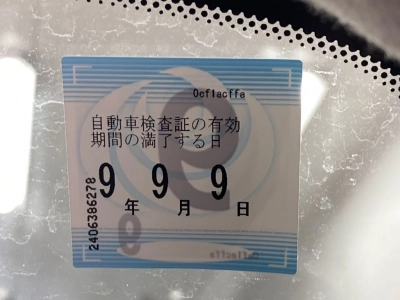 0cf1acffa
自動車検査証の有効
期間の満了する日
9 9 9
年 月 日
2406386278